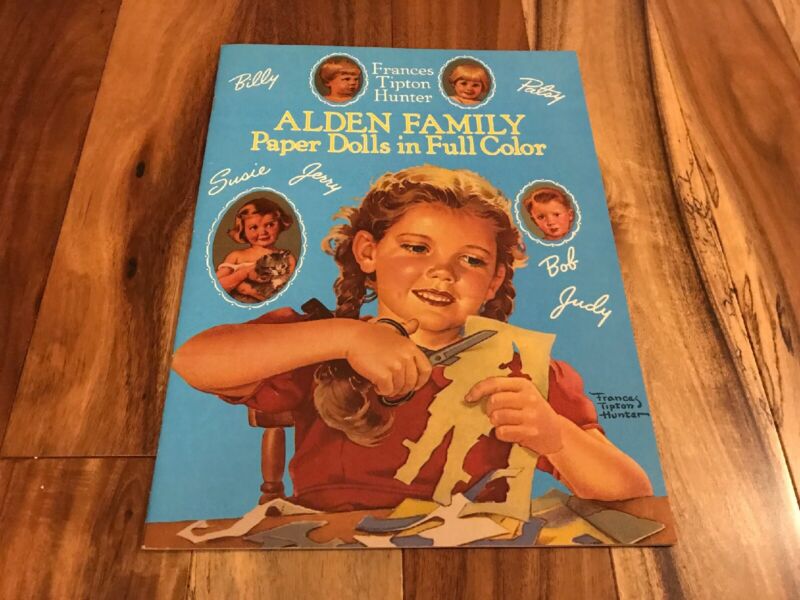 Billy
Frances
Tipton
Hunter
Patsy
ALDEN FAMILY
Paper Dolls in Full Color
Susie
Jerry
Bob
Judy
Frances
Tipton
Hunter